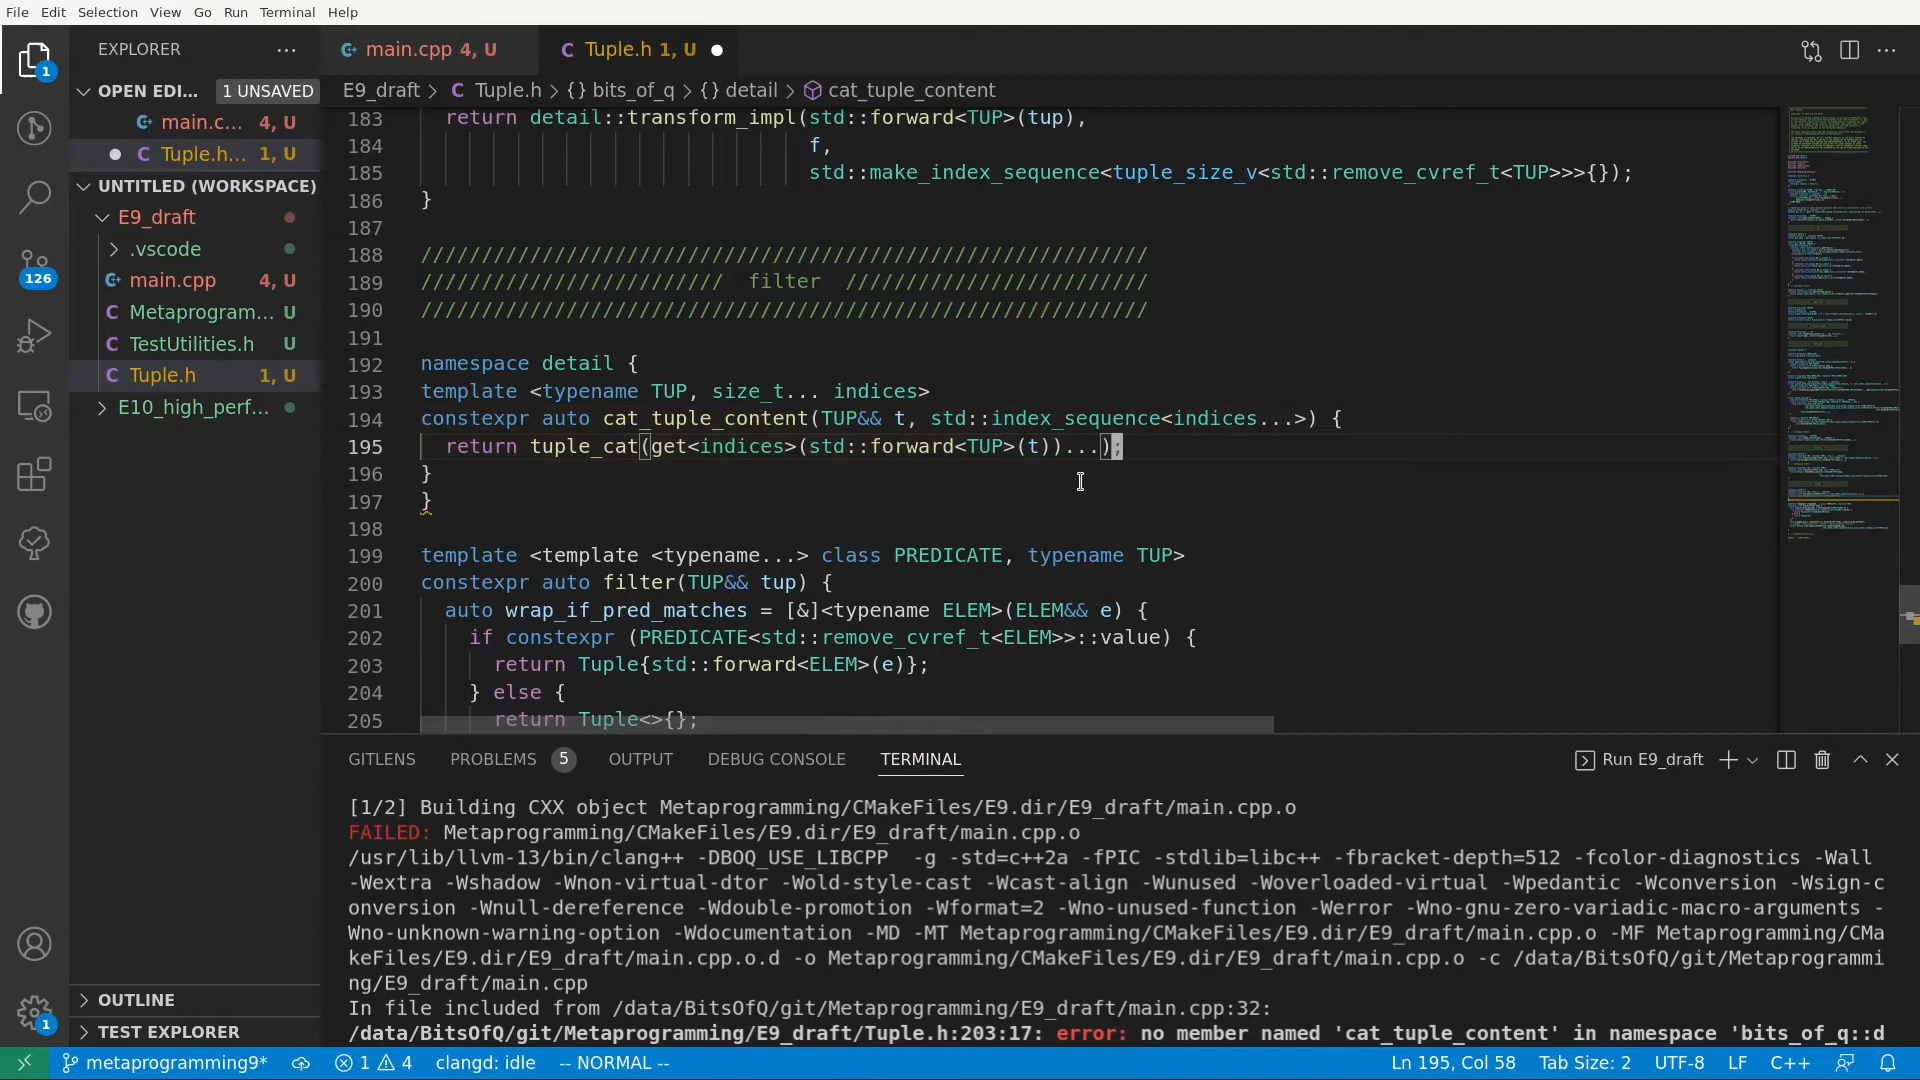 File Edit Selection View Go Run Terminal Help
EXPLORER ...
main.cpp 4, U
Tuple.h 1, U
OPEN EDI... 1 UNSAVED
E9_draft > C Tuple.h > {} bits_of_q > {} detail > cat_tuple_content
main.c... 4, U
C Tuple.h... 1, U
UNTITLED (WORKSPACE)
E9_draft
.vscode
main.cpp 4, U
C Metaprogram... U
C TestUtilities.h U
C Tuple.h 1, U
E10_high_perf...
OUTLINE
TEST EXPLORER
1
126
1
183 return detail::transform_impl(std::forward<TUP>(tup),
184 f,
185 std::make_index_sequence<tuple_size_v<std::remove_cvref_t<TUP>>>{});
186 }
187
188 ////////////////////////////////////////////////////////////
189 ///////////////////////// filter /////////////////////////
190 ////////////////////////////////////////////////////////////
191
192 namespace detail {
193 template <typename TUP, size_t... indices>
194 constexpr auto cat_tuple_content(TUP&& t, std::index_sequence<indices...>) {
195 return tuple_cat(get<indices>(std::forward<TUP>(t))...);
196 }
197 }
198
199 template <template <typename...> class PREDICATE, typename TUP>
200 constexpr auto filter(TUP&& tup) {
201 auto wrap_if_pred_matches = [&]<typename ELEM>(ELEM&& e) {
202 if constexpr (PREDICATE<std::remove_cvref_t<ELEM>>::value) {
203 return Tuple{std::forward<ELEM>(e)};
204 } else {
205 return Tuple<>{};
GITLENS PROBLEMS 5 OUTPUT DEBUG CONSOLE TERMINAL Run E9_draft
[1/2] Building CXX object Metaprogramming/CMakeFiles/E9.dir/E9_draft/main.cpp.o
FAILED: Metaprogramming/CMakeFiles/E9.dir/E9_draft/main.cpp.o
/usr/lib/llvm-13/bin/clang++ -DBOQ_USE_LIBCPP -g -std=c++2a -fPIC -stdlib=libc++ -fbracket-depth=512 -fcolor-diagnostics -Wall
-Wextra -Wshadow -Wnon-virtual-dtor -Wold-style-cast -Wcast-align -Wunused -Woverloaded-virtual -Wpedantic -Wconversion -Wsign-c
onversion -Wnull-dereference -Wdouble-promotion -Wformat=2 -Wno-unused-function -Werror -Wno-gnu-zero-variadic-macro-arguments -
Wno-unknown-warning-option -Wdocumentation -MD -MT Metaprogramming/CMakeFiles/E9.dir/E9_draft/main.cpp.o -MF Metaprogramming/CMa
keFiles/E9.dir/E9_draft/main.cpp.o.d -o Metaprogramming/CMakeFiles/E9.dir/E9_draft/main.cpp.o -c /data/BitsOfQ/git/Metaprogrammi
ng/E9_draft/main.cpp
In file included from /data/BitsOfQ/git/Metaprogramming/E9_draft/main.cpp:32:
/data/BitsOfQ/git/Metaprogramming/E9_draft/Tuple.h:203:17: error: no member named 'cat_tuple_content' in namespace 'bits_of_q::d
metaprogramming9* 1 4 clangd: idle -- NORMAL -- Ln 195, Col 58 Tab Size: 2 UTF-8 LF C++